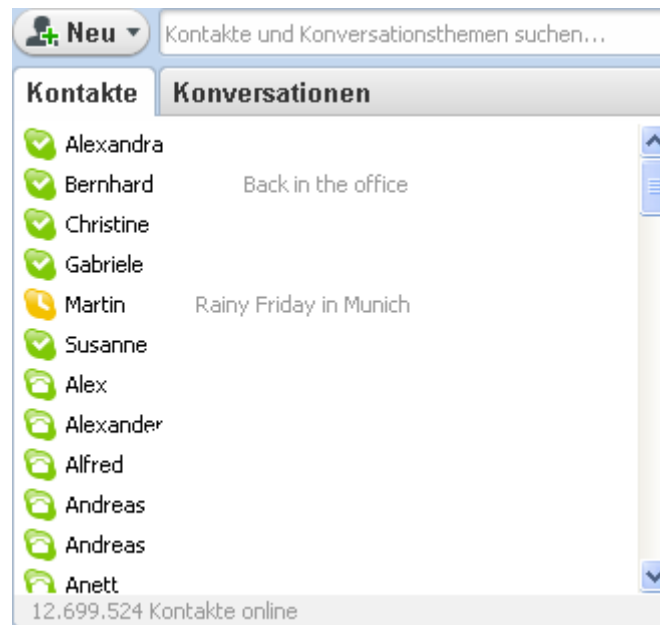 Neu Kontakte und Konversationsthemen suchen...
Kontakte Konversationen
Alexandra
Bernhard Back in the office
Christine
Gabriele
Martin Rainy Friday in Munich
Susanne
Alex
Alexander
Alfred
Andreas
Andreas
Anett
12.699.524 Kontakte online